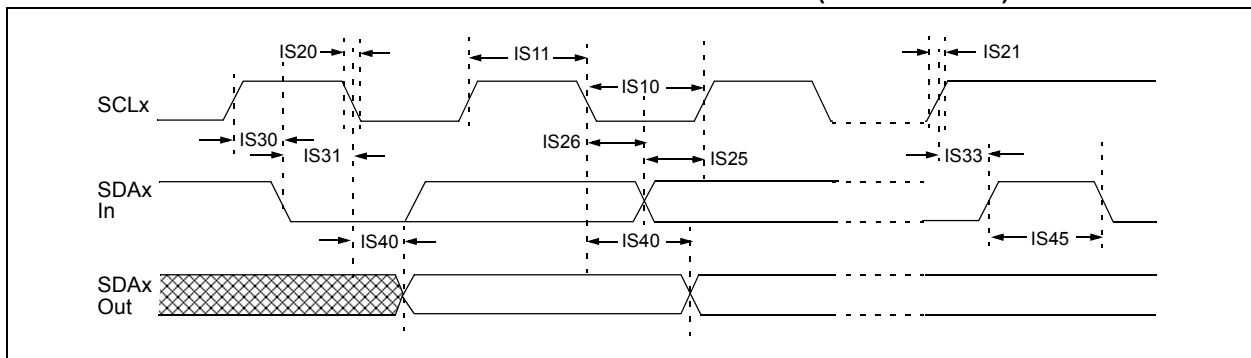 IS20
IS11
IS21
IS10
SCLx
IS30
IS31
IS26
IS25
IS33
SDAx
In
IS40
IS40
IS45
SDAx
Out